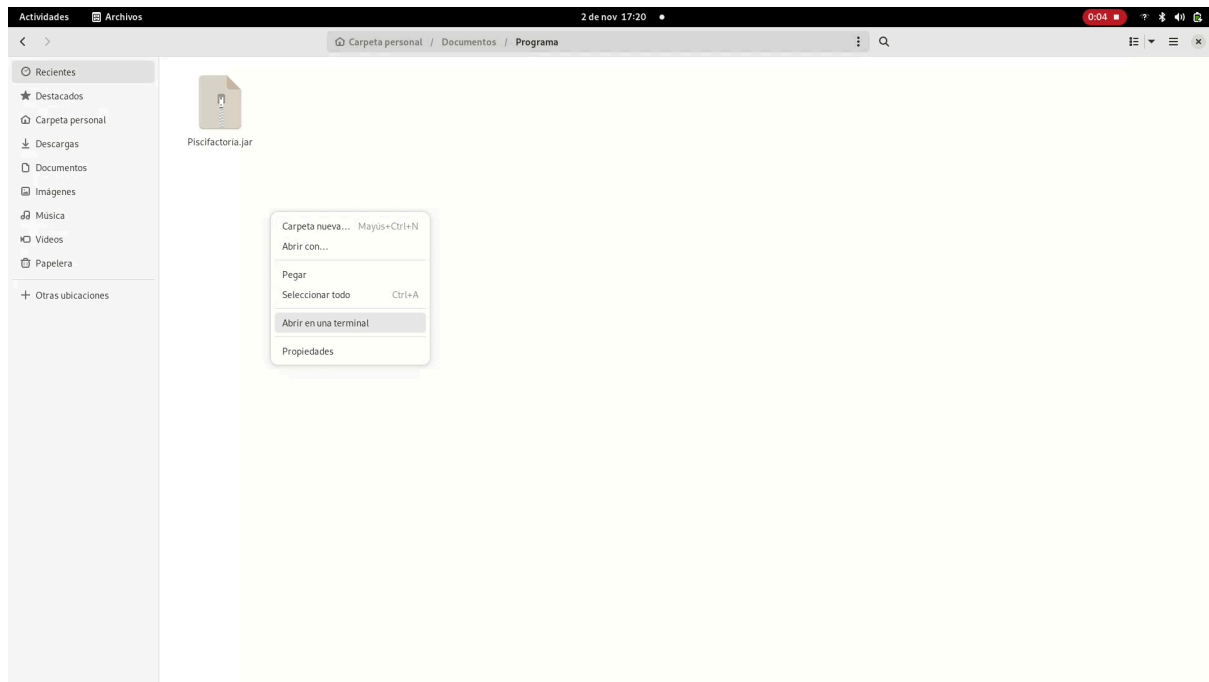 Actividades Archivos 2 de nov 17:20 0:04
Carpeta personal / Documentos / Programa
Recientes
Destacados
Carpeta personal
Descargas
Documentos
Imágenes
Música
Vídeos
Papelera
Otras ubicaciones
Piscifactoria.jar
Carpeta nueva... Mayús+Ctrl+N
Abrir con...
Pegar
Seleccionar todo Ctrl+A
Abrir en una terminal
Propiedades